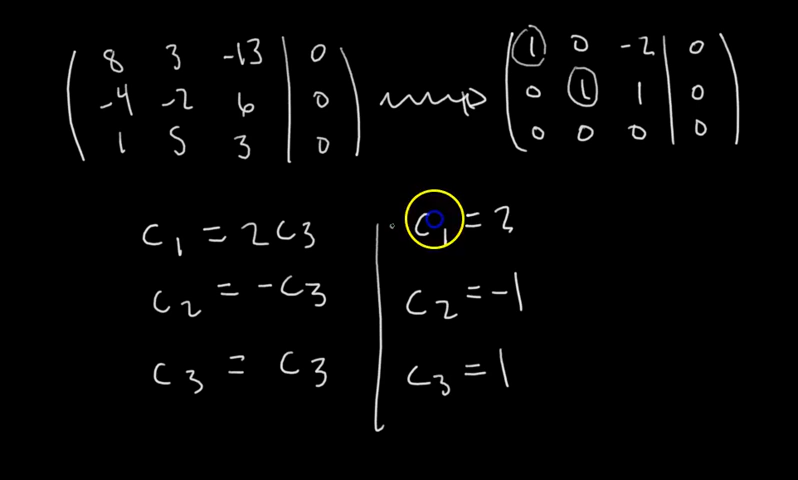 8 3 -13 | 0 1 0 -2 | 0
-4 -2 6 | 0 0 1 1 | 0
1 5 3 | 0 0 0 0 | 0
c1 = 2c3 c1 = 2
c2 = -c3 c2 = -1
c3 = c3 c3 = 1